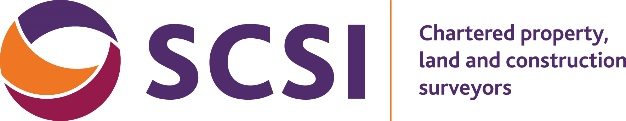 SCSI
Chartered property,
land and construction
surveyors